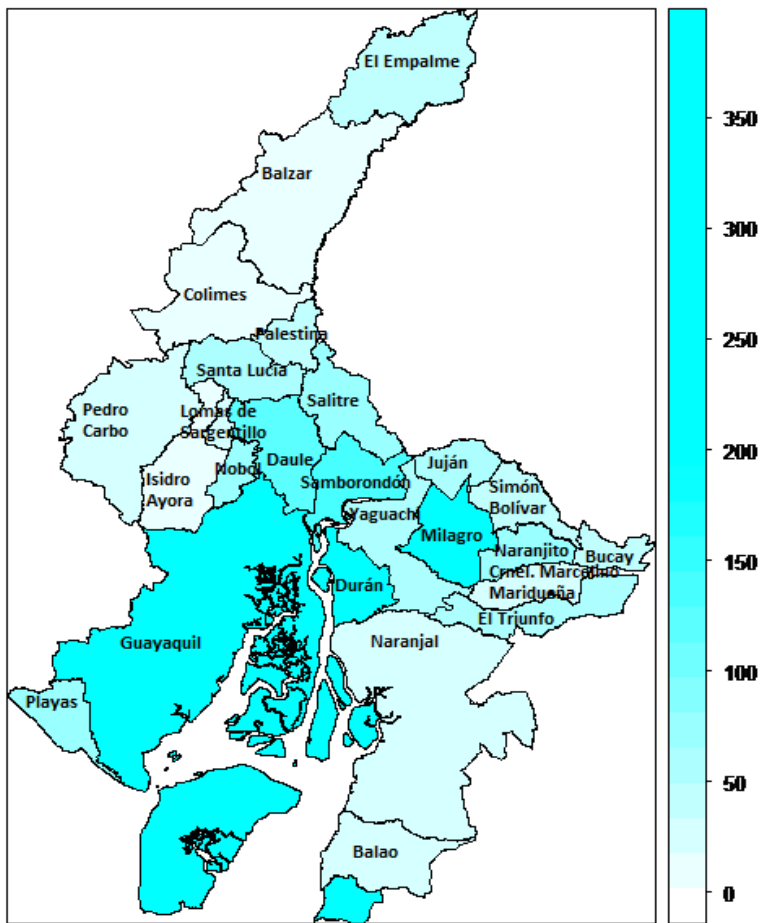 El Empalme
Balzar
Colimes
Palestina
Santa Lucía
Salitre
Pedro
Carbo
Lomas de
Sargentillo
Daule
Nobol
Isidro
Ayora
Samborondón
Juján
Simón
Bolívar
Yaguachi
Milagro
Naranjito
Bucay
Crnel. Marcelino
Maridueña
El Triunfo
Durán
Guayaquil
Naranjal
Playas
Balao
350
300
250
200
150
100
50
0